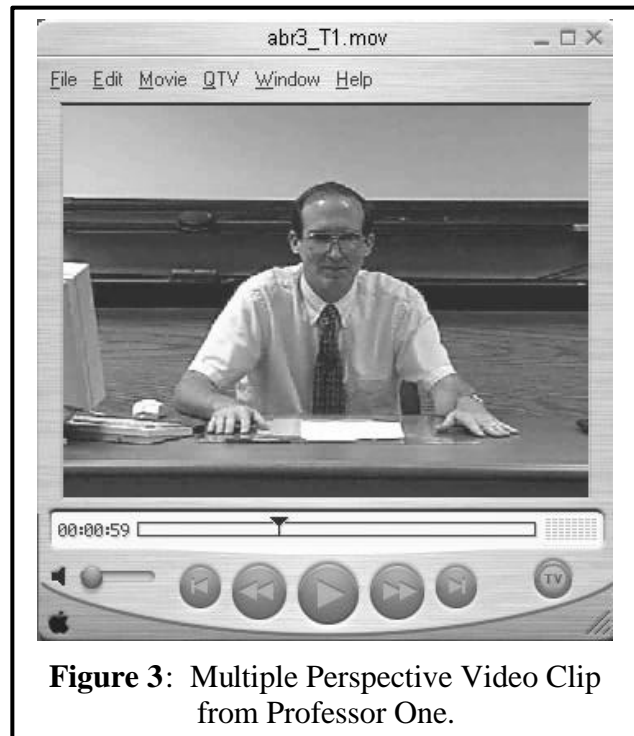 abr3_T1.mov
File Edit Movie QTV Window Help
00:00:59
TV
Figure 3: Multiple Perspective Video Clip
from Professor One.